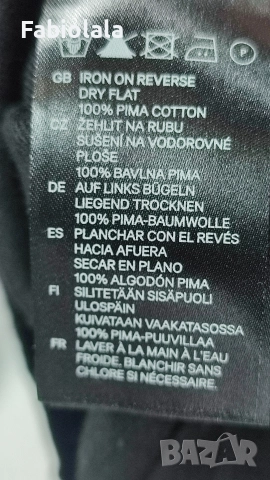 Fabiolala
P
GB IRON ON REVERSE
DRY FLAT
100% PIMA COTTON
CZ ŽEHLIT NA RUBU
SUŠENÍ NA VODOROVNÉ
PLOŠE
100% BAVLNA PIMA
DE AUF LINKS BÜGELN
LIEGEND TROCKNEN
100% PIMA-BAUMWOLLE
ES PLANCHAR CON EL REVÉS
HACIA AFUERA
SECAR EN PLANO
100% ALGODÓN PIMA
FI SILITETÄÄN SISÄPUOLI
ULOSPÄIN
KUIVATAAN VAAKATASOSSA
100% PIMA-PUUVILLAA
FR LAVER À LA MAIN À L'EAU
FROIDE. BLANCHIR SANS
CHLORE SI NÉCESSAIRE.
BAZAR